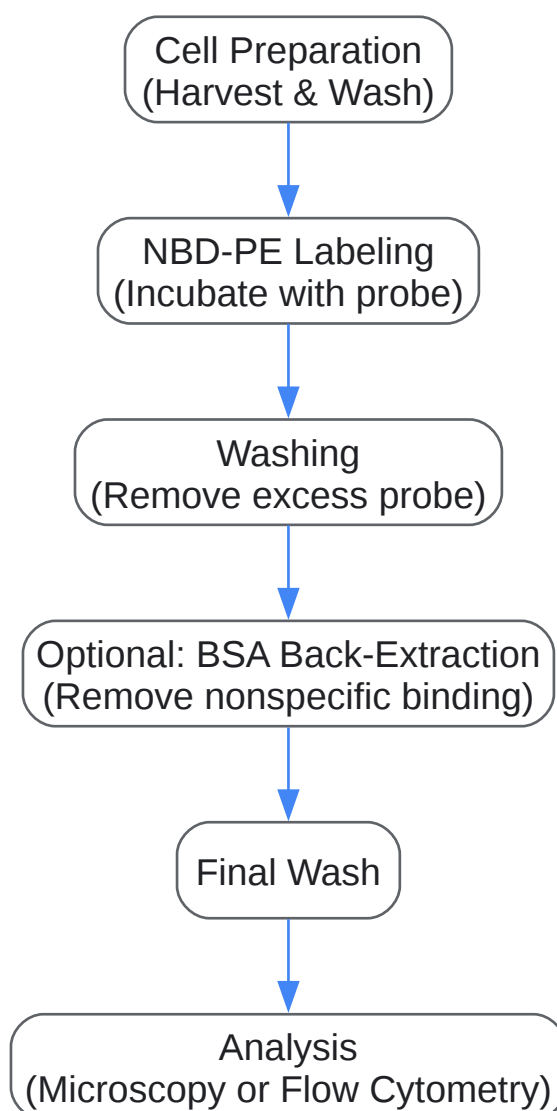 Cell Preparation
(Harvest & Wash)
NBD-PE Labeling
(Incubate with probe)
Washing
(Remove excess probe)
Optional: BSA Back-Extraction
(Remove nonspecific binding)
Final Wash
Analysis
(Microscopy or Flow Cytometry)